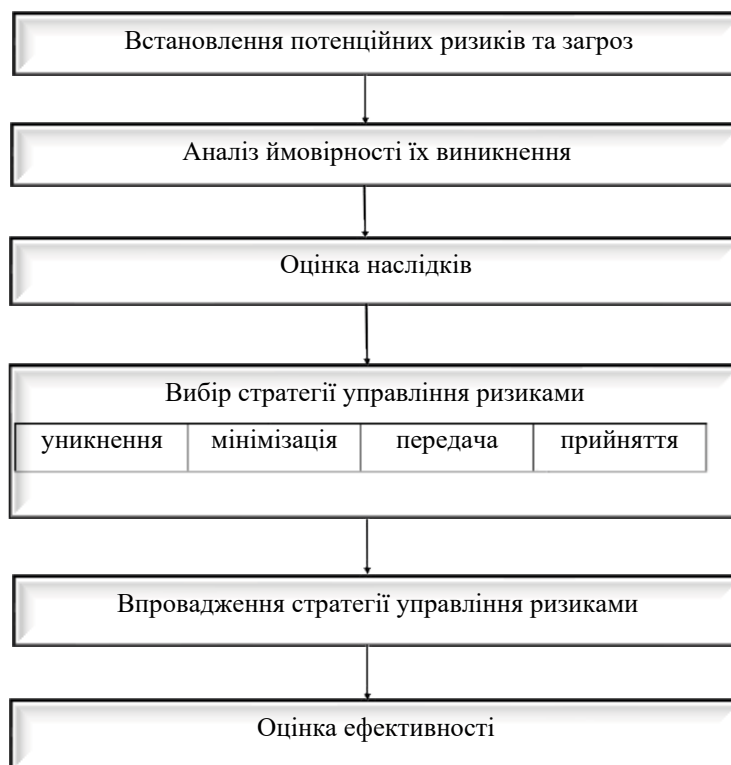 Встановлення потенційних ризиків та загроз
Аналіз ймовірності їх виникнення
Оцінка наслідків
Вибір стратегії управління ризиками
уникнення мінімізація передача прийняття
Впровадження стратегії управління ризиками
Оцінка ефективності